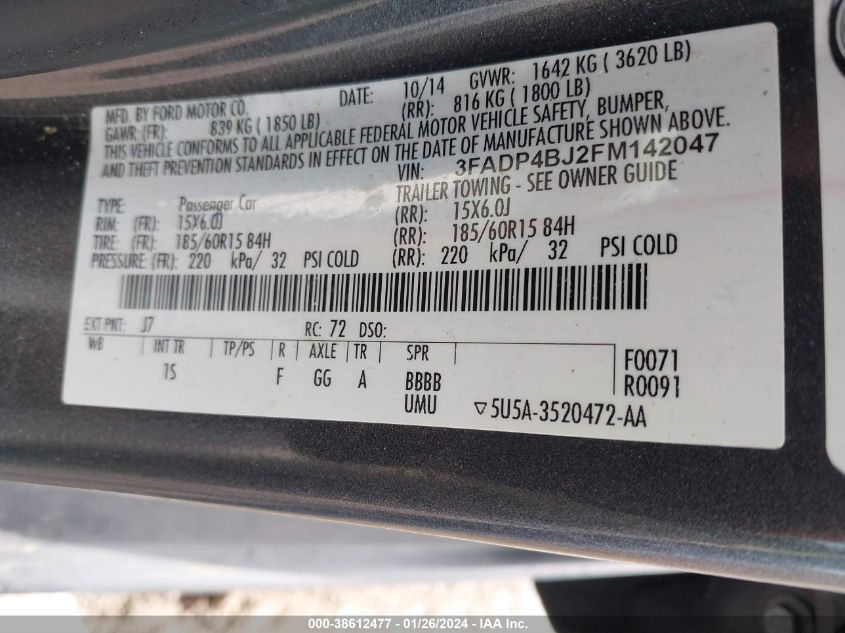 MFD. BY FORD MOTOR CO. DATE: 10/14 GVWR: 1642 KG ( 3620 LB)
GAWR: (FR): 839 KG ( 1850 LB) (RR): 816 KG ( 1800 LB)
THIS VEHICLE CONFORMS TO ALL APPLICABLE FEDERAL MOTOR VEHICLE SAFETY, BUMPER,
AND THEFT PREVENTION STANDARDS IN EFFECT ON THE DATE OF MANUFACTURE SHOWN ABOVE.
VIN: 3FADP4BJ2FM142047
TYPE: Passenger Car TRAILER TOWING - SEE OWNER GUIDE
RIM: (FR): 15X6.0J (RR): 15X6.0J
TIRE: (FR): 185/60R15 84H (RR): 185/60R15 84H
PRESSURE: (FR): 220 kPa/ 32 PSI COLD (RR): 220 kPa/ 32 PSI COLD
EXT PNT: J7 RC: 72 DSO:
WB INT TR TP/PS R AXLE TR SPR F0071
1S F GG A BBBB R0091
UMU ▽5U5A-3520472-AA
000-38612477 - 01/26/2024 - IAA Inc.